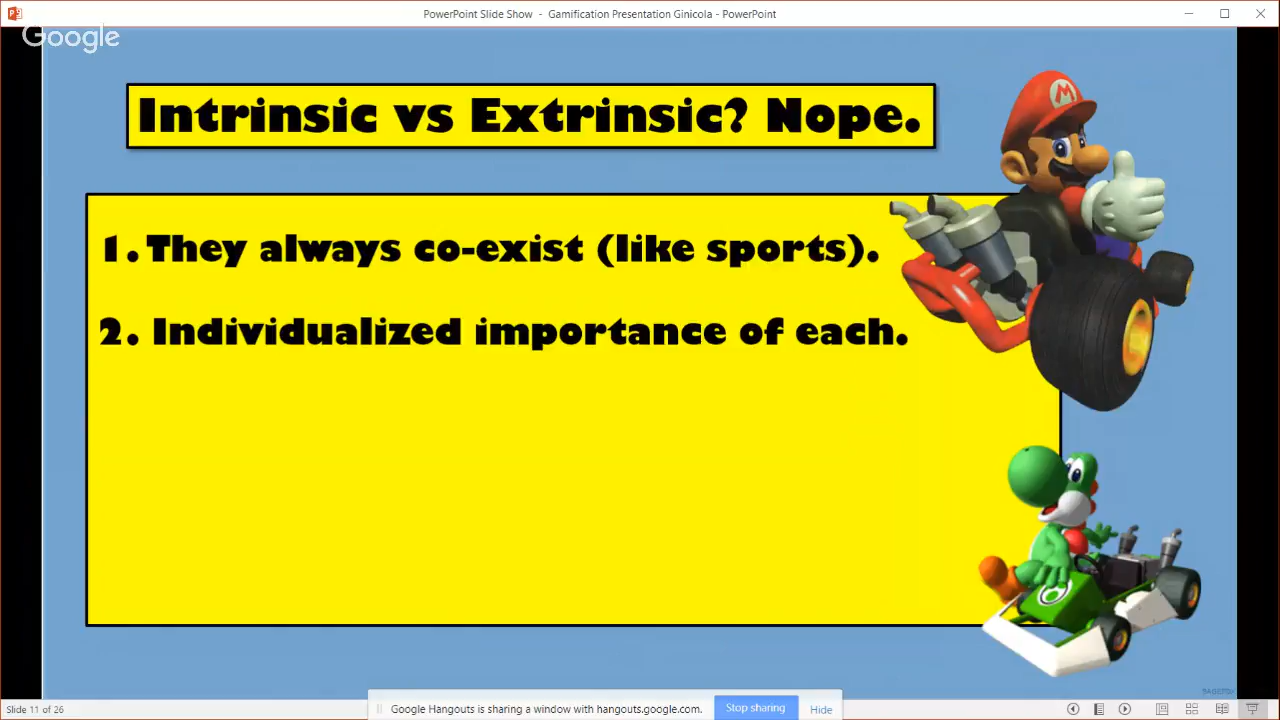 PowerPoint Slide Show - Gamification Presentation Ginicola - PowerPoint
Google
Intrinsic vs Extrinsic? Nope.
M
1. They always co-exist (like sports).
2. Individualized importance of each.
Slide 11 of 26
Google Hangouts is sharing a window with hangouts.google.com.
Stop sharing
Hide